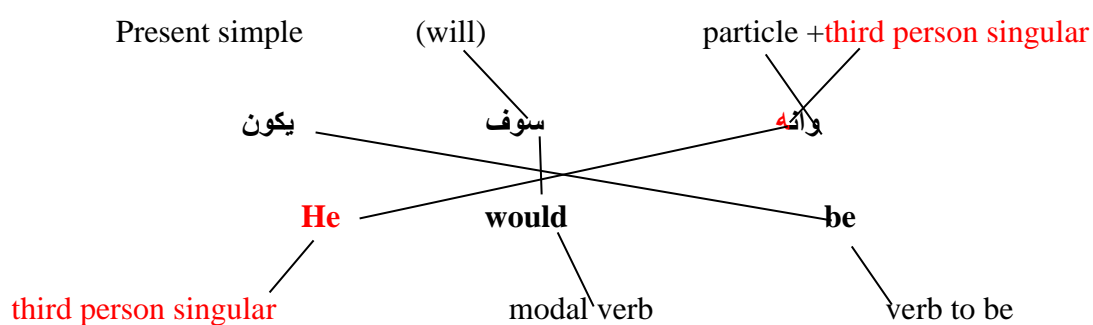 Present simple (will) particle +third person singular
وانه سوف يكون
He would be
third person singular modal verb verb to be